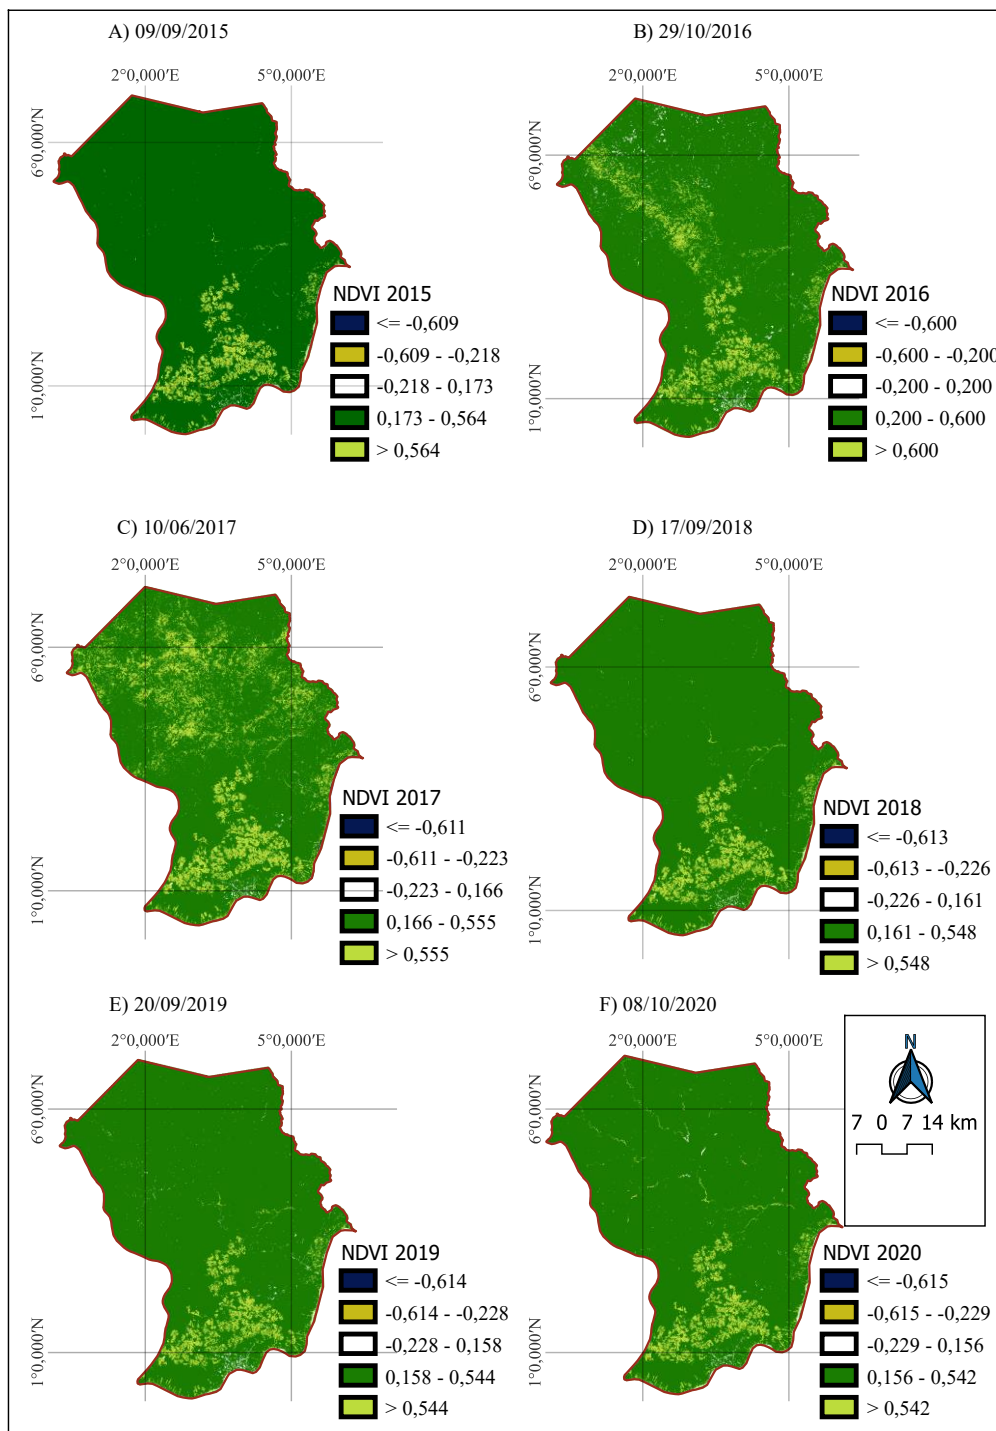 A) 09/09/2015
2°0,000′E 5°0,000′E
6°0,000′N
1°0,000′N
NDVI 2015
<= -0,609
-0,609 - -0,218
-0,218 - 0,173
0,173 - 0,564
> 0,564
B) 29/10/2016
2°0,000′E 5°0,000′E
6°0,000′N
1°0,000′N
NDVI 2016
<= -0,600
-0,600 - -0,200
-0,200 - 0,200
0,200 - 0,600
> 0,600
C) 10/06/2017
2°0,000′E 5°0,000′E
6°0,000′N
1°0,000′N
NDVI 2017
<= -0,611
-0,611 - -0,223
-0,223 - 0,166
0,166 - 0,555
> 0,555
D) 17/09/2018
2°0,000′E 5°0,000′E
6°0,000′N
1°0,000′N
NDVI 2018
<= -0,613
-0,613 - -0,226
-0,226 - 0,161
0,161 - 0,548
> 0,548
E) 20/09/2019
2°0,000′E 5°0,000′E
6°0,000′N
1°0,000′N
NDVI 2019
<= -0,614
-0,614 - -0,228
-0,228 - 0,158
0,158 - 0,544
> 0,544
F) 08/10/2020
2°0,000′E 5°0,000′E
6°0,000′N
1°0,000′N
NDVI 2020
<= -0,615
-0,615 - -0,229
-0,229 - 0,156
0,156 - 0,542
> 0,542
N
7 0 7 14 km